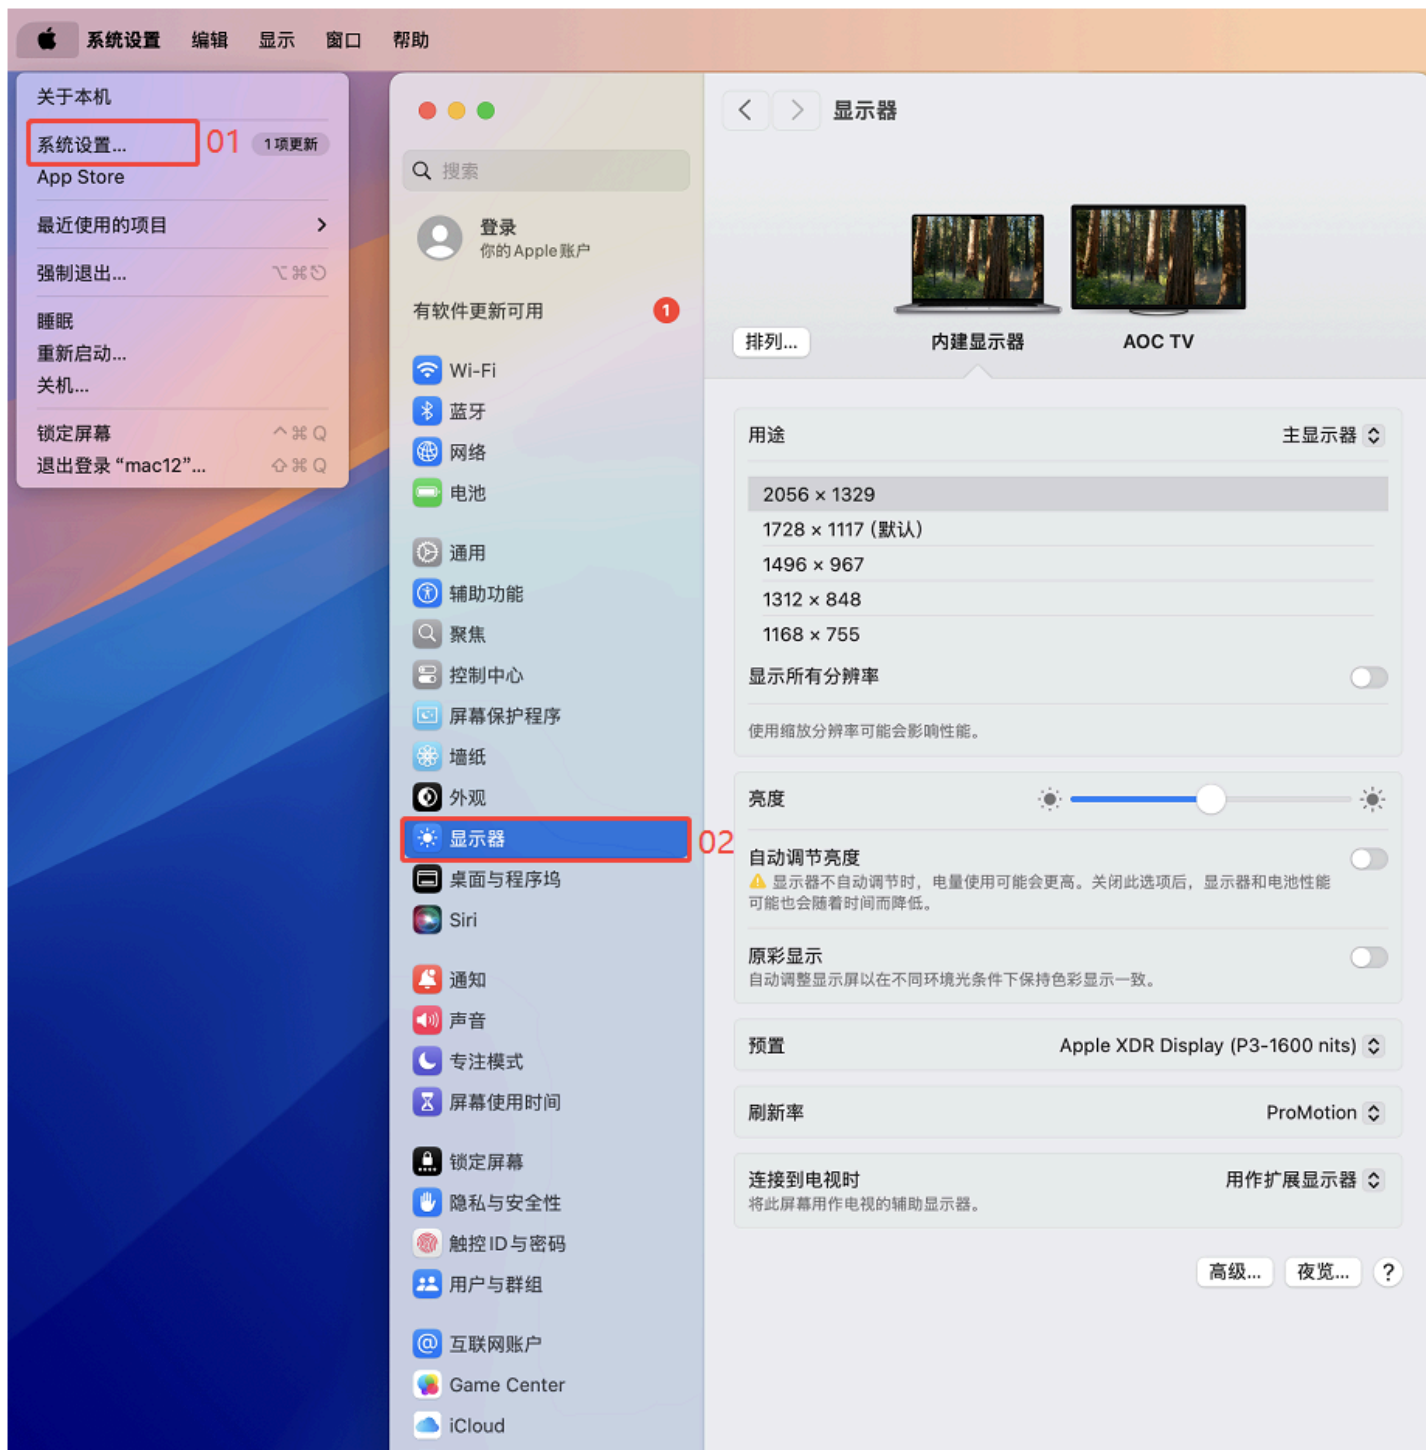 系统设置 编辑 显示 窗口 帮助
关于本机
系统设置... 01 1项更新
App Store
最近使用的项目
强制退出... ⌥⌘⎋
睡眠
重新启动...
关机...
锁定屏幕 ^⌘Q
退出登录 “mac12”... ⇧⌘Q
搜索
登录
你的Apple账户
有软件更新可用 1
Wi-Fi
蓝牙
网络
电池
通用
辅助功能
聚焦
控制中心
屏幕保护程序
墙纸
外观
显示器 02
桌面与程序坞
Siri
通知
声音
专注模式
屏幕使用时间
锁定屏幕
隐私与安全性
触控ID与密码
用户与群组
互联网账户
Game Center
iCloud
显示器
排列... 内建显示器 AOC TV
用途 主显示器
2056 × 1329
1728 × 1117 (默认)
1496 × 967
1312 × 848
1168 × 755
显示所有分辨率
使用缩放分辨率可能会影响性能。
亮度
自动调节亮度
显示器不自动调节时，电量使用可能会更高。关闭此选项后，显示器和电池性能
可能也会随着时间而降低。
原彩显示
自动调整显示屏以在不同环境光条件下保持色彩显示一致。
预置 Apple XDR Display (P3-1600 nits)
刷新率 ProMotion
连接到电视时 用作扩展显示器
将此屏幕用作电视的辅助显示器。
高级... 夜览... ?